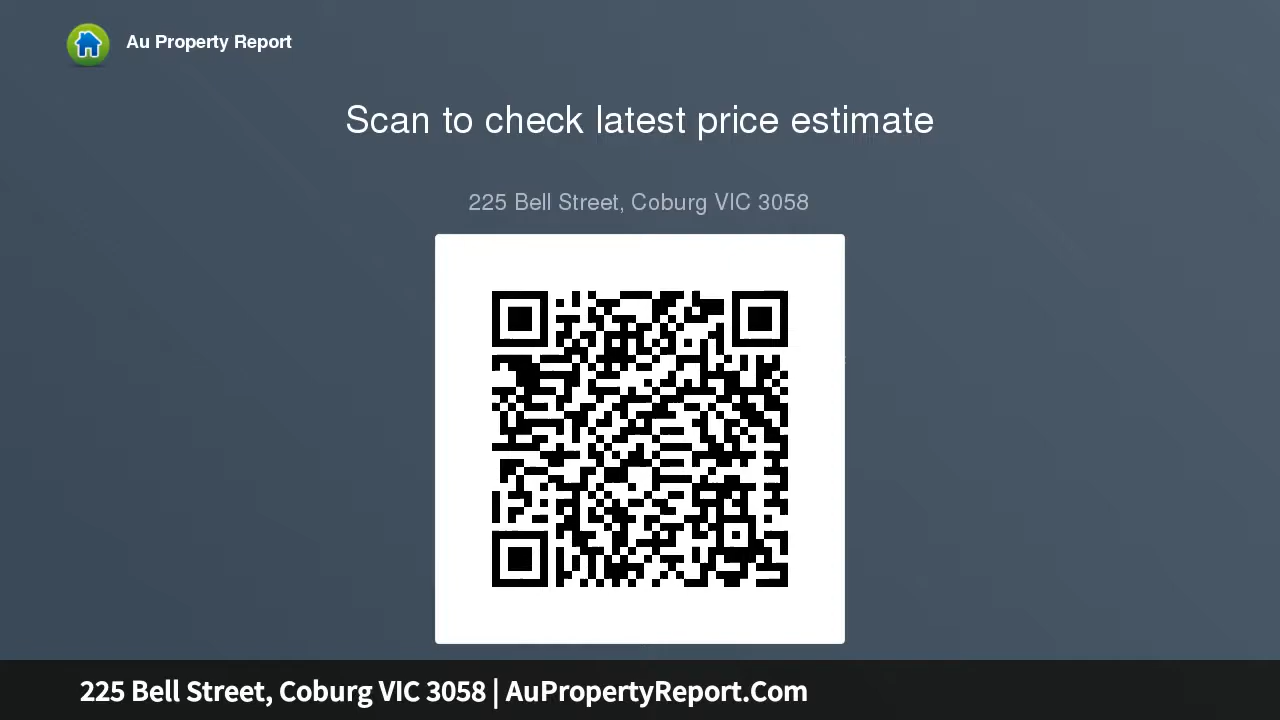 Au Property Report
Scan to check latest price estimate
225 Bell Street, Coburg VIC 3058
225 Bell Street, Coburg VIC 3058 | AuPropertyReport.Com